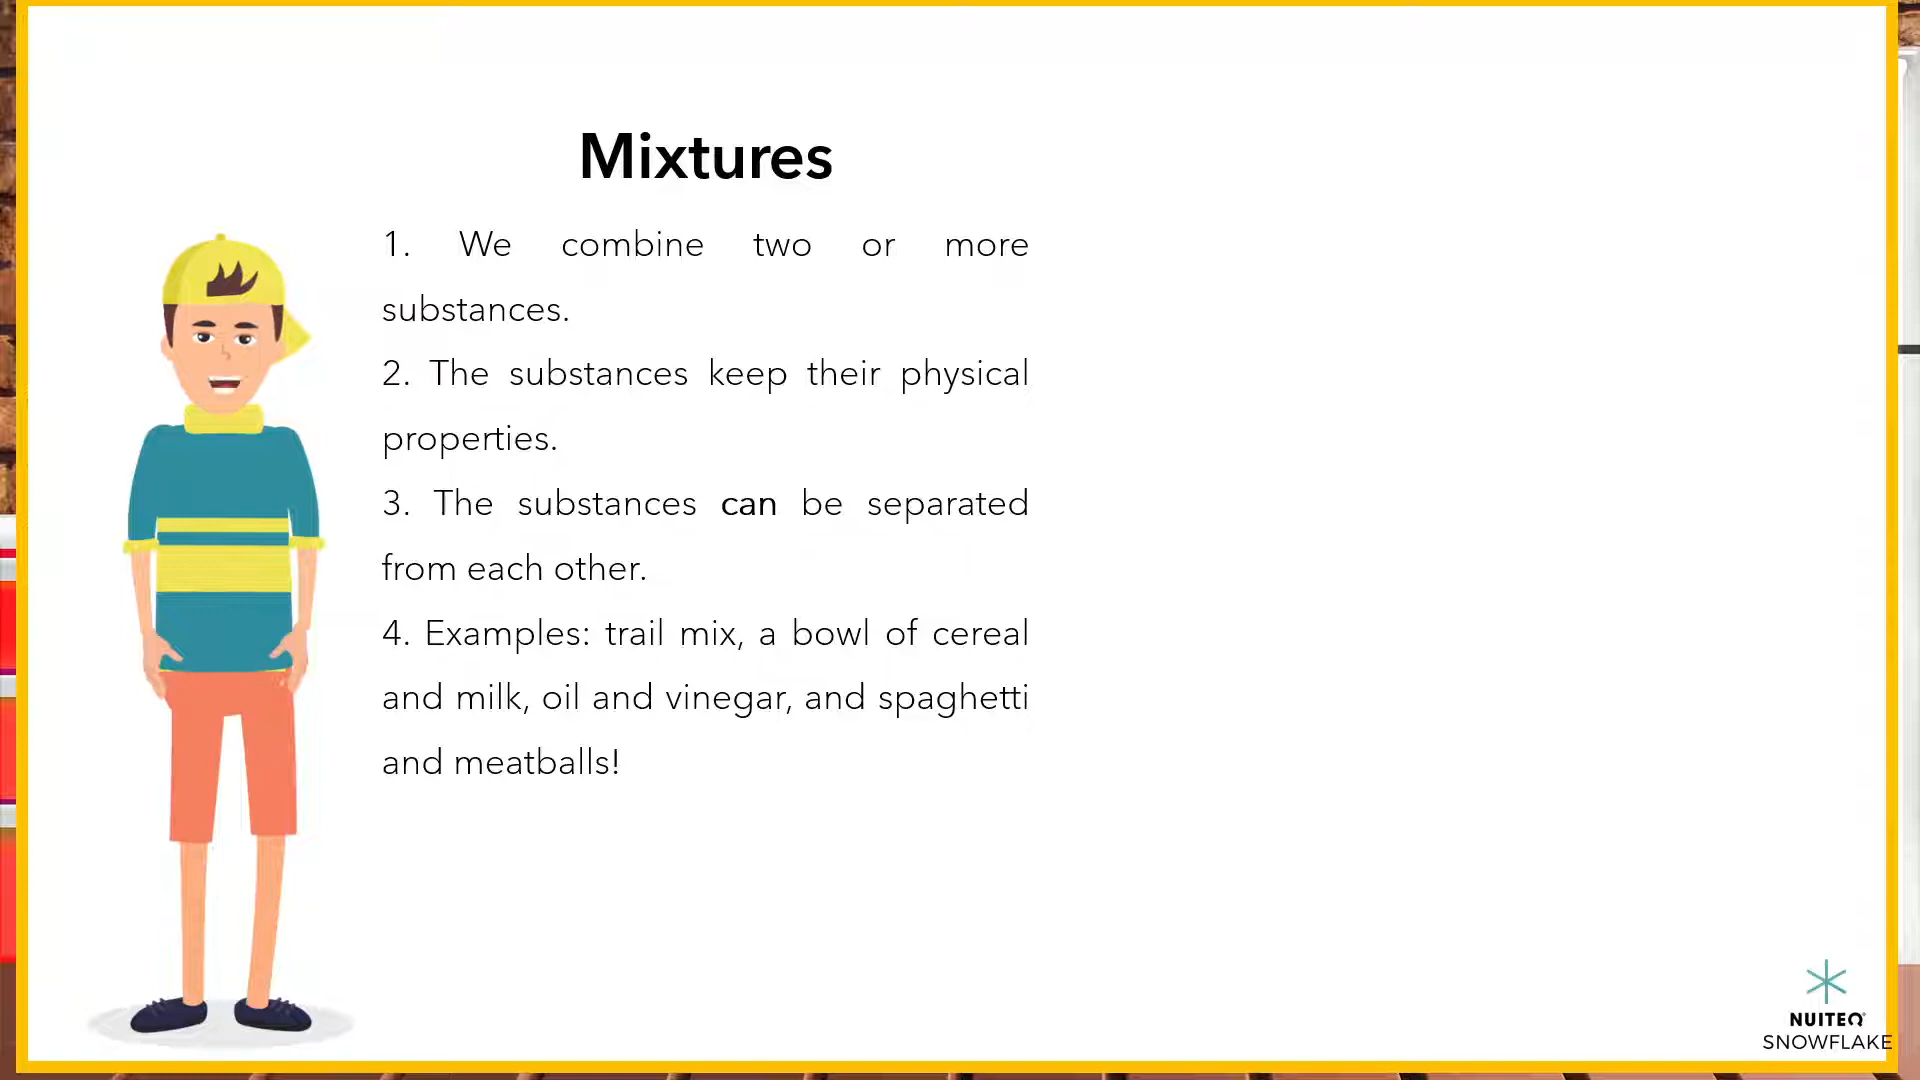 Mixtures
1. We combine two or more
substances.
2. The substances keep their physical
properties.
3. The substances can be separated
from each other.
4. Examples: trail mix, a bowl of cereal
and milk, oil and vinegar, and spaghetti
and meatballs!
NUITEQ
SNOWFLAKE